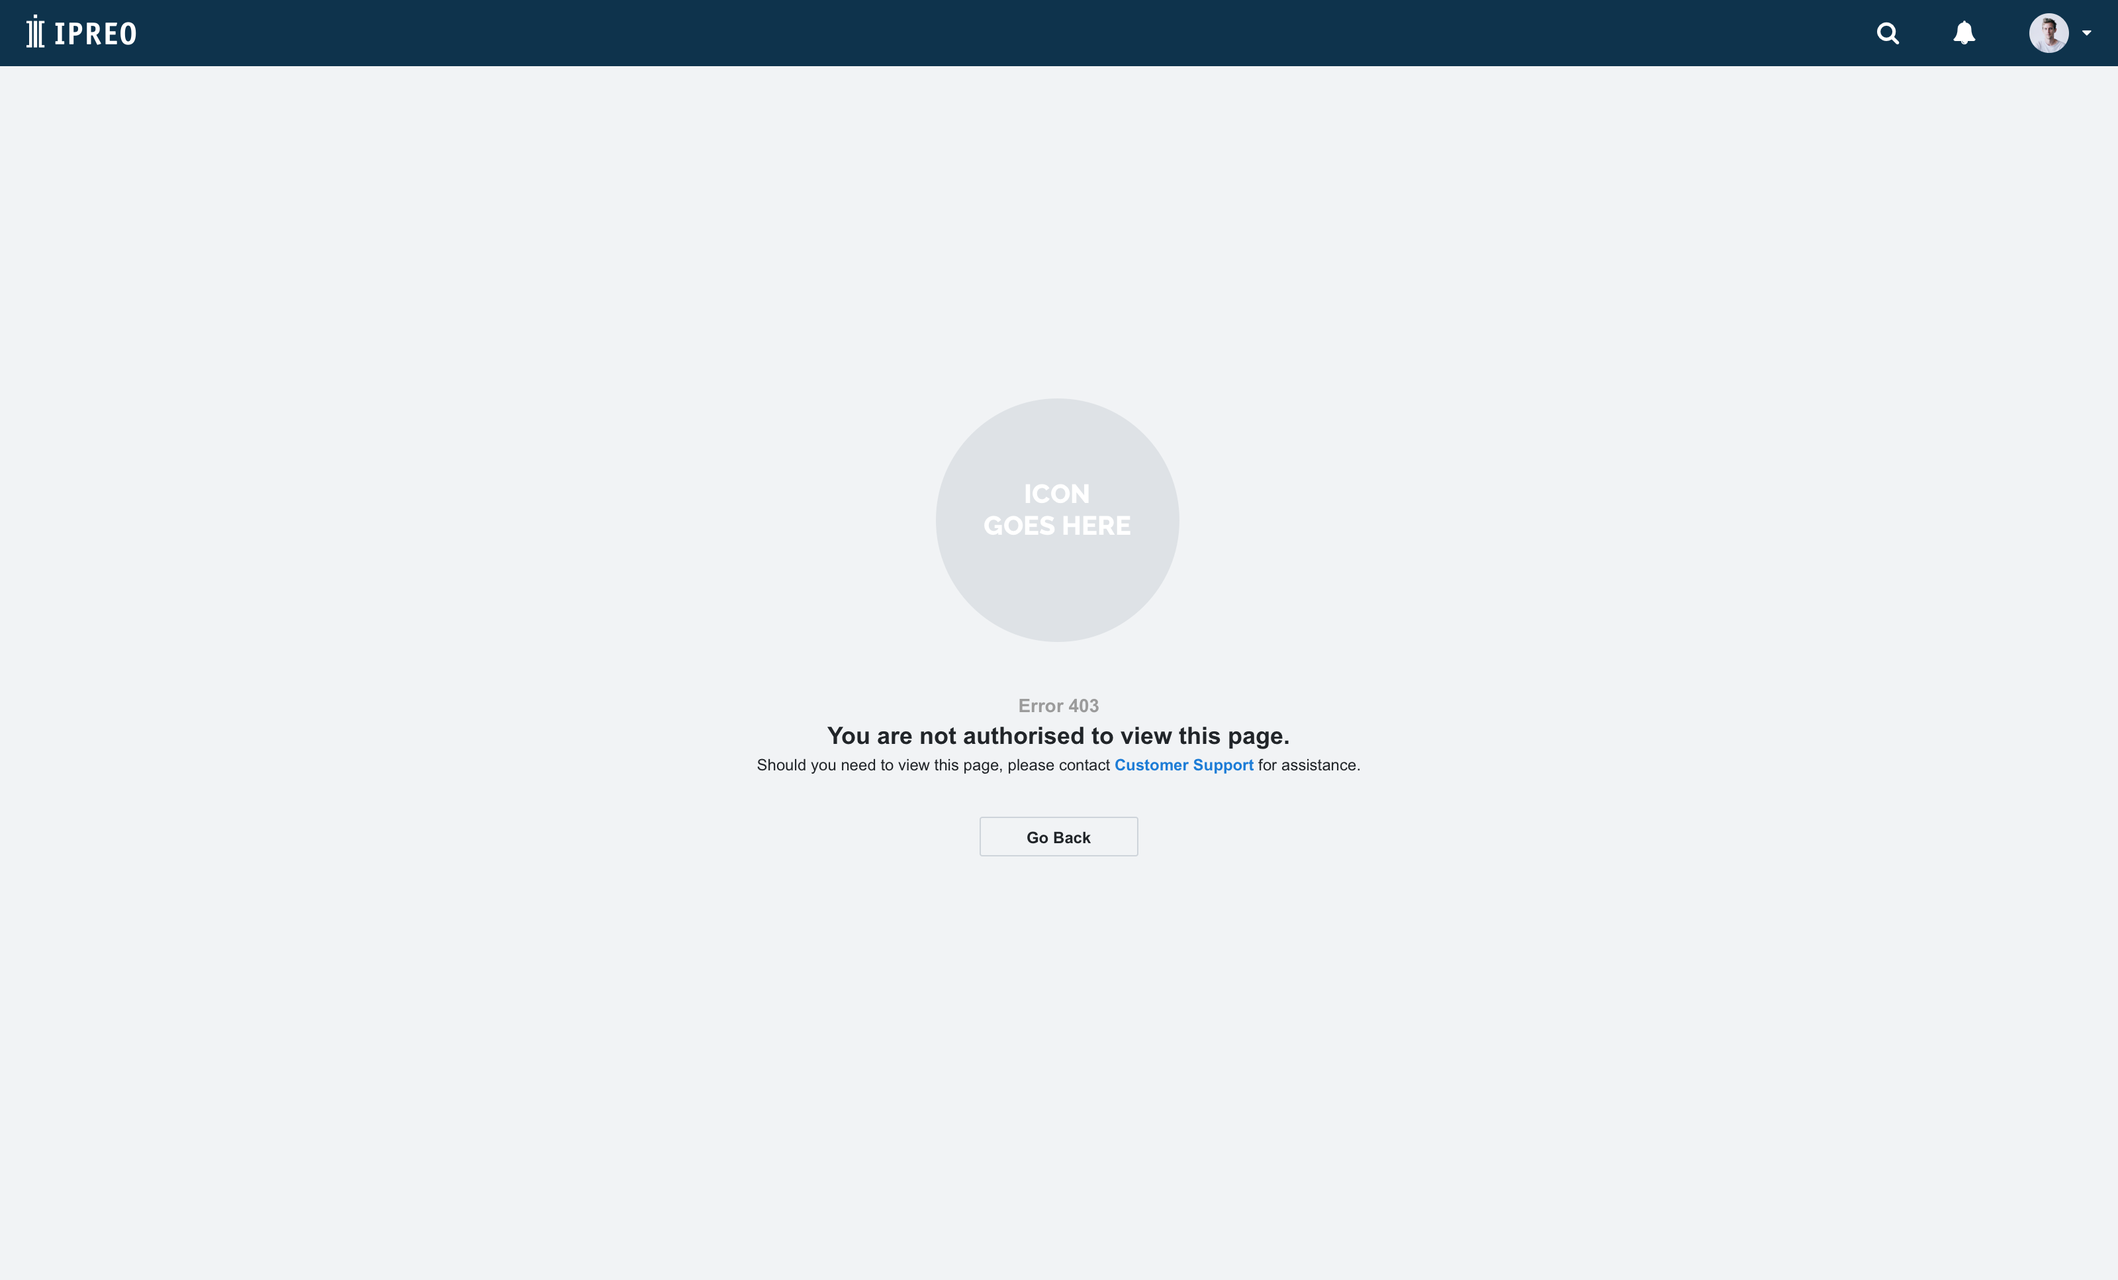 IPREO
ICON
GOES HERE
Error 403
You are not authorised to view this page.
Should you need to view this page, please contact Customer Support for assistance.
Go Back